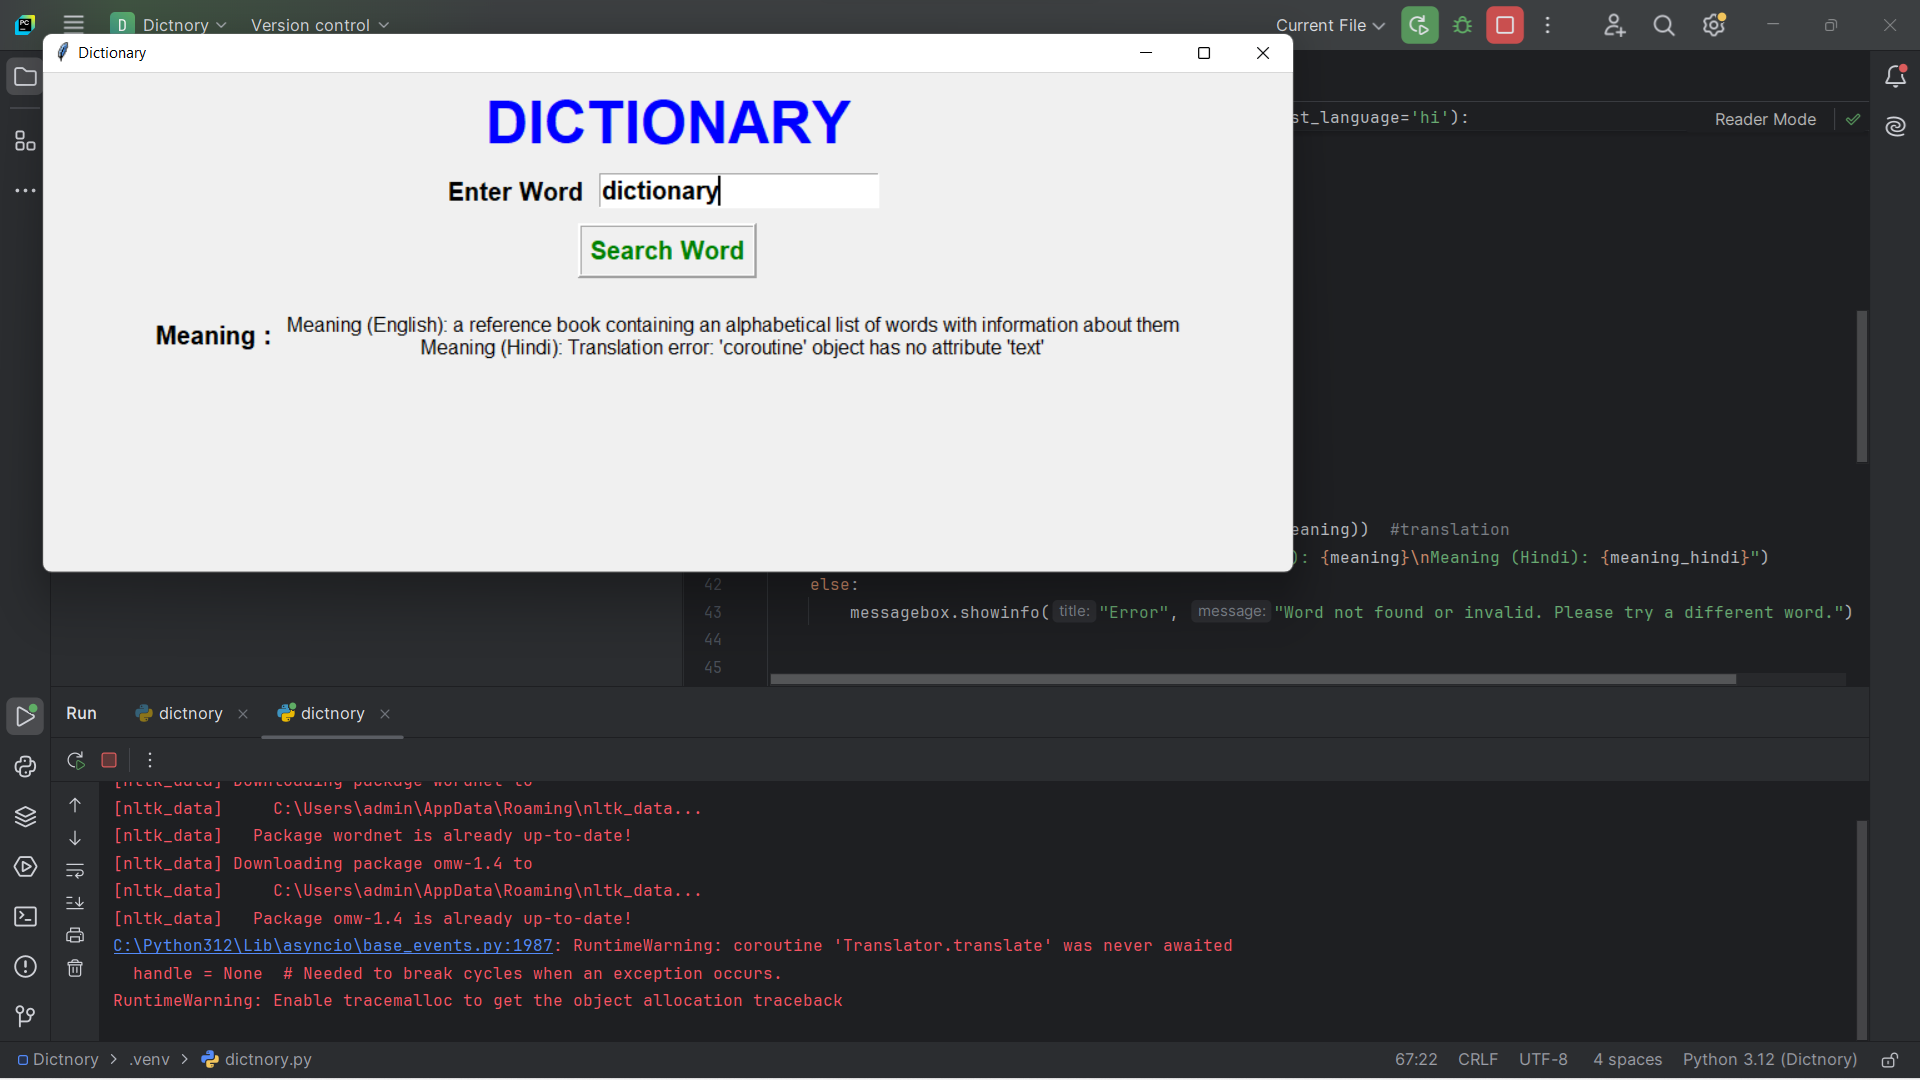 D Dictnory Version control Current File
Dictionary
DICTIONARY
st_language='hi'):
Reader Mode
Enter Word dictionary
Search Word
Meaning : Meaning (English): a reference book containing an alphabetical list of words with information about them
Meaning (Hindi): Translation error: 'coroutine' object has no attribute 'text'
eaning)) #translation
): {meaning}\nMeaning (Hindi): {meaning_hindi}")
42 else:
43 messagebox.showinfo( title: "Error", message: "Word not found or invalid. Please try a different word.")
44
45
Run dictnory dictnory
[nltk_data] Downloading package wordnet to
[nltk_data]     C:\Users\admin\AppData\Roaming\nltk_data...
[nltk_data]   Package wordnet is already up-to-date!
[nltk_data] Downloading package omw-1.4 to
[nltk_data]     C:\Users\admin\AppData\Roaming\nltk_data...
[nltk_data]   Package omw-1.4 is already up-to-date!
C:\Python312\Lib\asyncio\base_events.py:1987: RuntimeWarning: coroutine 'Translator.translate' was never awaited
  handle = None  # Needed to break cycles when an exception occurs.
RuntimeWarning: Enable tracemalloc to get the object allocation traceback
Dictnory > .venv > dictnory.py 67:22 CRLF UTF-8 4 spaces Python 3.12 (Dictnory)